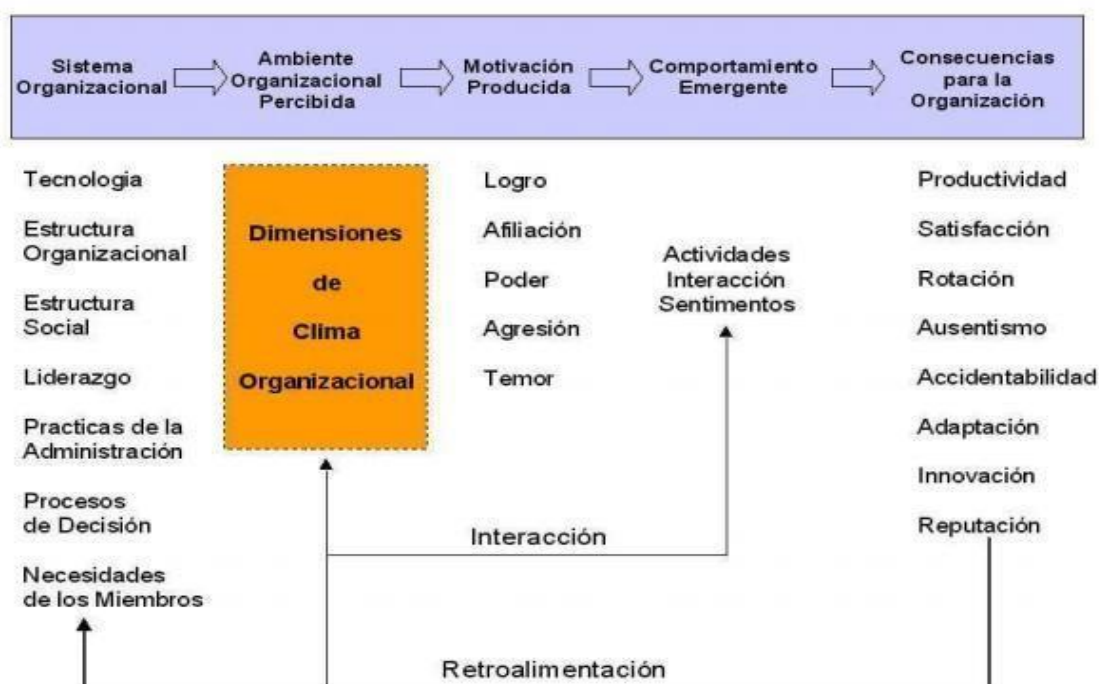 Sistema
Organizacional
Ambiente
Organizacional
Percibida
Motivación
Producida
Comportamiento
Emergente
Consecuencias
para la
Organización
Tecnologia
Estructura
Organizacional
Estructura
Social
Liderazgo
Practicas de la
Administración
Procesos
de Decisión
Necesidades
de los Miembros
Dimensiones
de
Clima
Organizacional
Logro
Afiliación
Poder
Agresión
Temor
Actividades
Interacción
Sentimentos
Productividad
Satisfacción
Rotación
Ausentismo
Accidentabilidad
Adaptación
Innovación
Reputación
Interacción
Retroalimentación